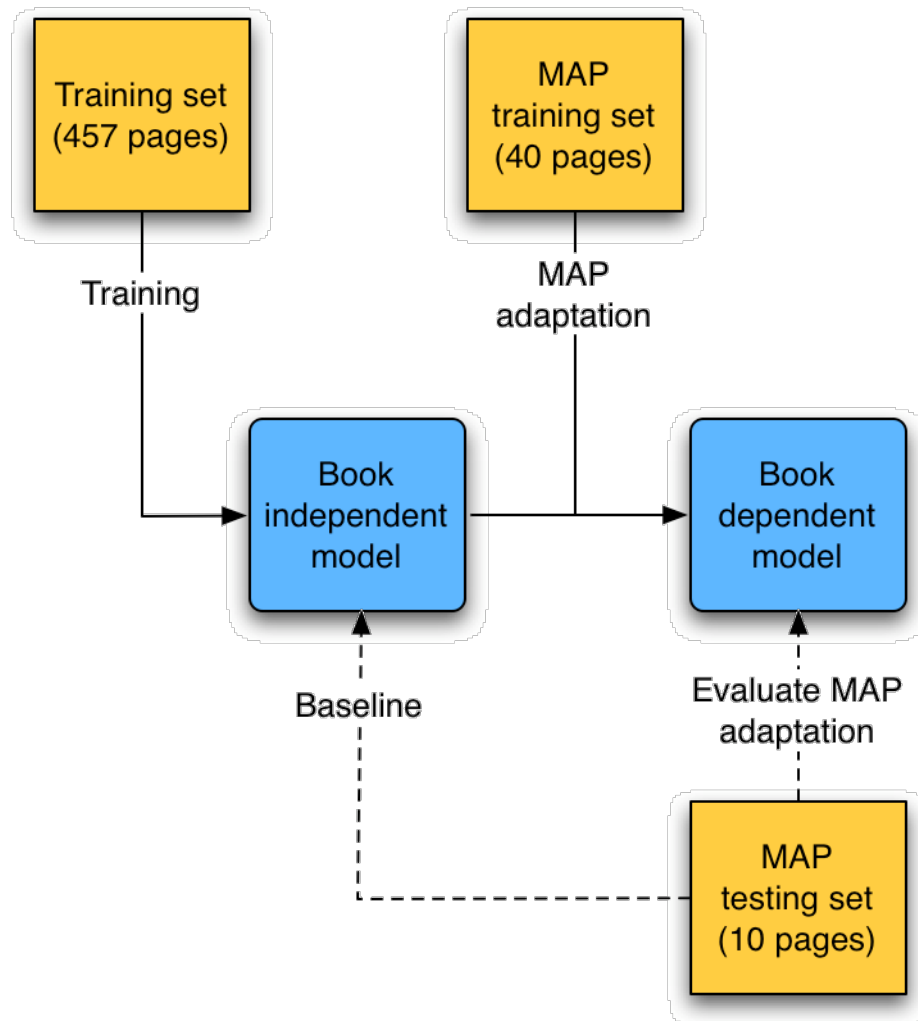 Training set
(457 pages)
MAP
training set
(40 pages)
Training
MAP
adaptation
Book
independent
model
Book
dependent
model
Baseline
Evaluate MAP
adaptation
MAP
testing set
(10 pages)